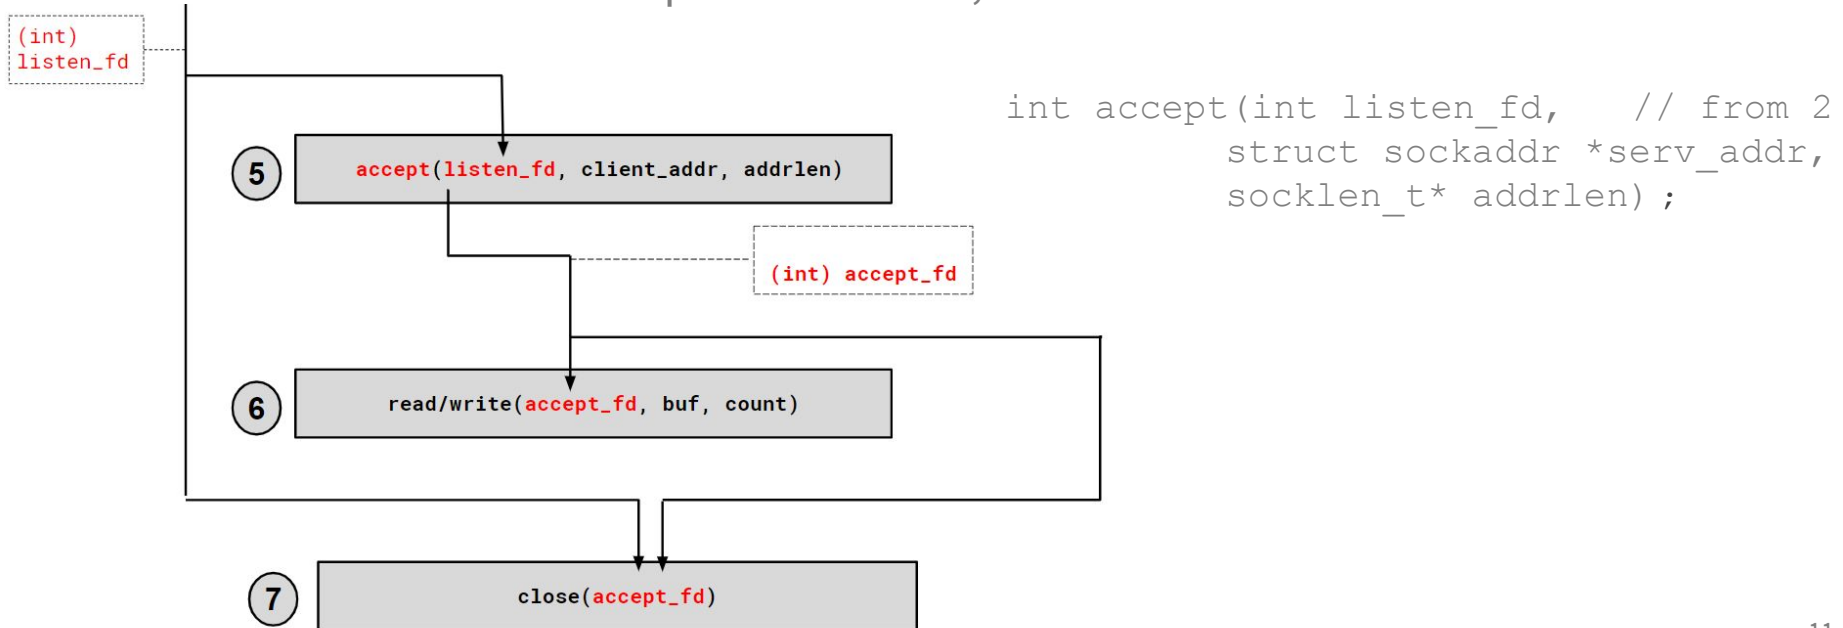 (int)
listen_fd
int accept(int listen_fd,   // from 2
struct sockaddr *serv_addr,
socklen_t* addrlen);
5
accept(listen_fd, client_addr, addrlen)
(int) accept_fd
6
read/write(accept_fd, buf, count)
7
close(accept_fd)